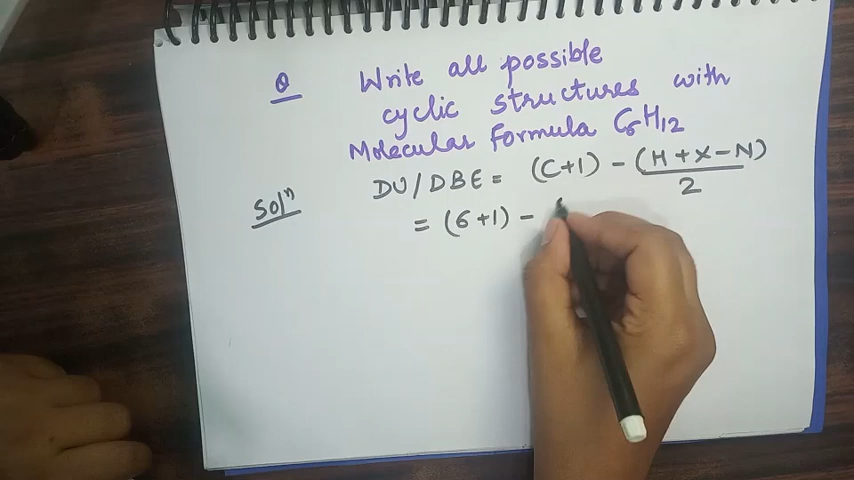 Q Write all possible
cyclic structures with
Molecular Formula C6H12
Solⁿ DU/DBE = (C+1) - (H+X-N)/2
= (6+1) -